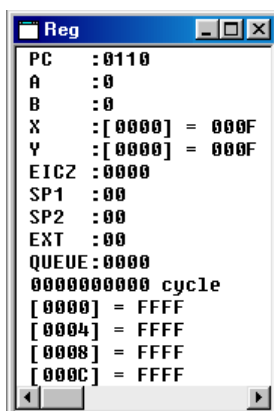 Reg
PC :0110
A :0
B :0
X :[0000] = 000F
Y :[0000] = 000F
EICZ :0000
SP1 :00
SP2 :00
EXT :00
QUEUE:0000
0000000000 cycle
[0000] = FFFF
[0004] = FFFF
[0008] = FFFF
[000C] = FFFF